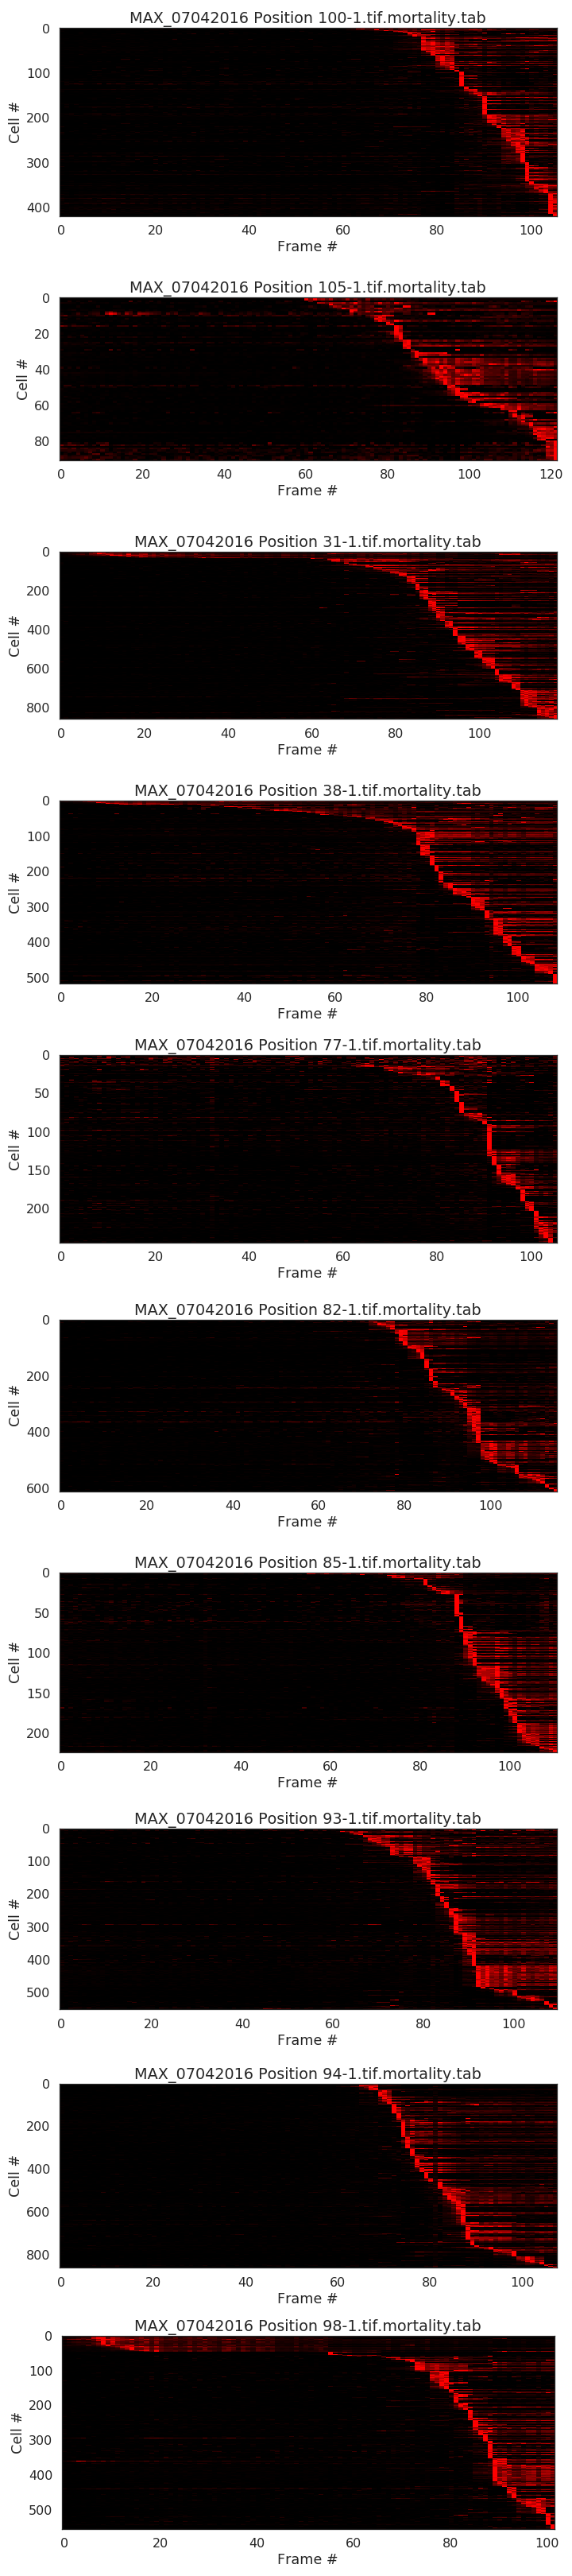 MAX_07042016 Position 100-1.tif.mortality.tab
0
100
200
300
400
Cell #
0 20 40 60 80 100
Frame #
MAX_07042016 Position 105-1.tif.mortality.tab
0
20
40
60
80
Cell #
0 20 40 60 80 100 120
Frame #
MAX_07042016 Position 31-1.tif.mortality.tab
0
200
400
600
800
Cell #
0 20 40 60 80 100
Frame #
MAX_07042016 Position 38-1.tif.mortality.tab
0
100
200
300
400
500
Cell #
0 20 40 60 80 100
Frame #
MAX_07042016 Position 77-1.tif.mortality.tab
0
50
100
150
200
Cell #
0 20 40 60 80 100
Frame #
MAX_07042016 Position 82-1.tif.mortality.tab
0
200
400
600
Cell #
0 20 40 60 80 100
Frame #
MAX_07042016 Position 85-1.tif.mortality.tab
0
50
100
150
200
Cell #
0 20 40 60 80 100
Frame #
MAX_07042016 Position 93-1.tif.mortality.tab
0
100
200
300
400
500
Cell #
0 20 40 60 80 100
Frame #
MAX_07042016 Position 94-1.tif.mortality.tab
0
200
400
600
800
Cell #
0 20 40 60 80 100
Frame #
MAX_07042016 Position 98-1.tif.mortality.tab
0
100
200
300
400
500
Cell #
0 20 40 60 80 100
Frame #